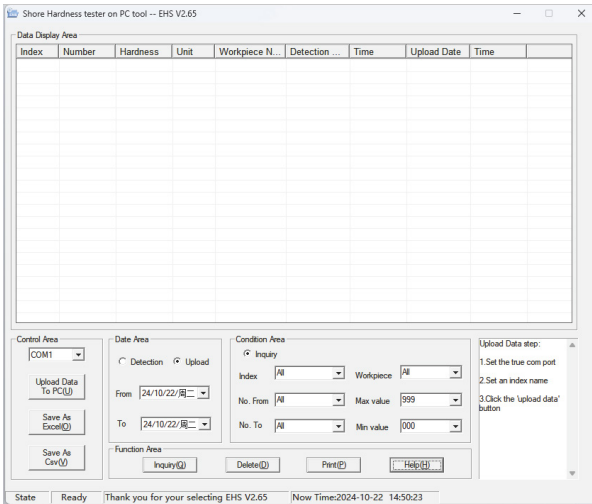 Shore Hardness tester on PC tool -- EHS V2.65
Data Display Area
Index Number Hardness Unit Workpiece N... Detection ... Time Upload Date Time
Control Area
COM1
Upload Data
To PC(U)
Save As
Excel(O)
Save As
Csv(V)
Date Area
Detection Upload
From 24/10/22/周二
To 24/10/22/周二
Condition Area
Inquiry
Index All Workpiece All
No. From All Max value 999
No. To All Min value 000
Function Area
Inquiry(Q) Delete(D) Print(P) Help(H)
Upload Data step:
1.Set the true com port
2.Set an index name
3.Click the 'upload data'
button
State Ready Thank you for your selecting EHS V2.65 Now Time:2024-10-22 14:50:23